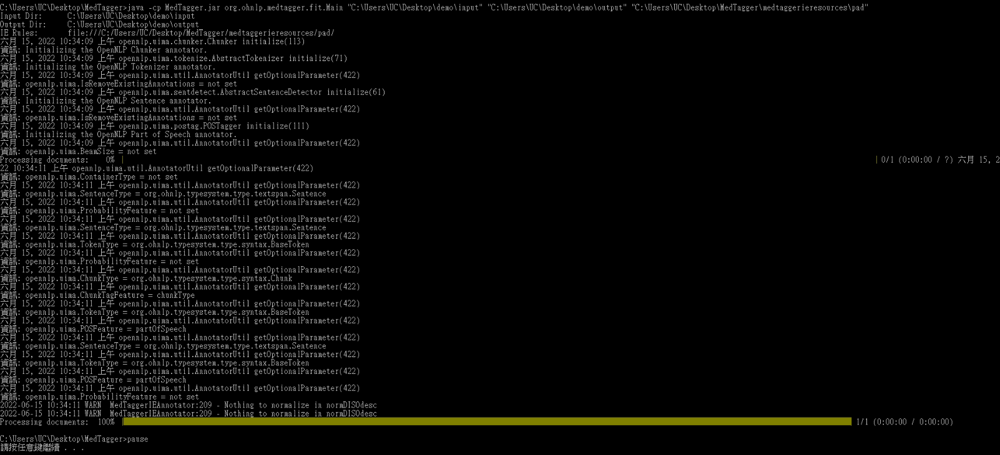 C:\Users\UC\Desktop\MedTagger>java -cp MedTagger.jar org.ohnlp.medtagger.fit.Main "C:\Users\UC\Desktop\demo\input" "C:\Users\UC\Desktop\demo\output" "C:\Users\UC\Desktop\MedTagger\medtaggerieresources\pad"
Input Dir:      C:\Users\UC\Desktop\demo\input
Output Dir:     C:\Users\UC\Desktop\demo\output
IE Rules:       file:///C:/Users/UC/Desktop/MedTagger/medtaggerieresources/pad/
六月 15, 2022 10:34:09 上午 opennlp.uima.chunker.Chunker initialize(113)
資訊: Initializing the OpenNLP Chunker annotator.
六月 15, 2022 10:34:09 上午 opennlp.uima.tokenize.AbstractTokenizer initialize(71)
資訊: Initializing the OpenNLP Tokenizer annotator.
六月 15, 2022 10:34:09 上午 opennlp.uima.util.AnnotatorUtil getOptionalParameter(422)
資訊: opennlp.uima.IsRemoveExistingAnnotations = not set
六月 15, 2022 10:34:09 上午 opennlp.uima.sentdetect.AbstractSentenceDetector initialize(61)
資訊: Initializing the OpenNLP Sentence annotator.
六月 15, 2022 10:34:09 上午 opennlp.uima.util.AnnotatorUtil getOptionalParameter(422)
資訊: opennlp.uima.IsRemoveExistingAnnotations = not set
六月 15, 2022 10:34:09 上午 opennlp.uima.postag.POSTagger initialize(111)
資訊: Initializing the OpenNLP Part of Speech annotator.
六月 15, 2022 10:34:09 上午 opennlp.uima.util.AnnotatorUtil getOptionalParameter(422)
資訊: opennlp.uima.BeamSize = not set
Processing documents:   0% │ │ 0/1 (0:00:00 / ?) 六月 15, 2
22 10:34:11 上午 opennlp.uima.util.AnnotatorUtil getOptionalParameter(422)
資訊: opennlp.uima.ContainerType = not set
六月 15, 2022 10:34:11 上午 opennlp.uima.util.AnnotatorUtil getOptionalParameter(422)
資訊: opennlp.uima.SentenceType = org.ohnlp.typesystem.type.textspan.Sentence
六月 15, 2022 10:34:11 上午 opennlp.uima.util.AnnotatorUtil getOptionalParameter(422)
資訊: opennlp.uima.ProbabilityFeature = not set
六月 15, 2022 10:34:11 上午 opennlp.uima.util.AnnotatorUtil getOptionalParameter(422)
資訊: opennlp.uima.SentenceType = org.ohnlp.typesystem.type.textspan.Sentence
六月 15, 2022 10:34:11 上午 opennlp.uima.util.AnnotatorUtil getOptionalParameter(422)
資訊: opennlp.uima.TokenType = org.ohnlp.typesystem.type.syntax.BaseToken
六月 15, 2022 10:34:11 上午 opennlp.uima.util.AnnotatorUtil getOptionalParameter(422)
資訊: opennlp.uima.ProbabilityFeature = not set
六月 15, 2022 10:34:11 上午 opennlp.uima.util.AnnotatorUtil getOptionalParameter(422)
資訊: opennlp.uima.ChunkType = org.ohnlp.typesystem.type.syntax.Chunk
六月 15, 2022 10:34:11 上午 opennlp.uima.util.AnnotatorUtil getOptionalParameter(422)
資訊: opennlp.uima.ChunkTagFeature = chunkType
六月 15, 2022 10:34:11 上午 opennlp.uima.util.AnnotatorUtil getOptionalParameter(422)
資訊: opennlp.uima.TokenType = org.ohnlp.typesystem.type.syntax.BaseToken
六月 15, 2022 10:34:11 上午 opennlp.uima.util.AnnotatorUtil getOptionalParameter(422)
資訊: opennlp.uima.POSFeature = partOfSpeech
六月 15, 2022 10:34:11 上午 opennlp.uima.util.AnnotatorUtil getOptionalParameter(422)
資訊: opennlp.uima.SentenceType = org.ohnlp.typesystem.type.textspan.Sentence
六月 15, 2022 10:34:11 上午 opennlp.uima.util.AnnotatorUtil getOptionalParameter(422)
資訊: opennlp.uima.TokenType = org.ohnlp.typesystem.type.syntax.BaseToken
六月 15, 2022 10:34:11 上午 opennlp.uima.util.AnnotatorUtil getOptionalParameter(422)
資訊: opennlp.uima.POSFeature = partOfSpeech
六月 15, 2022 10:34:11 上午 opennlp.uima.util.AnnotatorUtil getOptionalParameter(422)
資訊: opennlp.uima.ProbabilityFeature = not set
2022-06-15 10:34:11 WARN  MedTaggerIEAnnotator:209 - Nothing to normalize in normDISOdesc
2022-06-15 10:34:11 WARN  MedTaggerIEAnnotator:209 - Nothing to normalize in normDISOdesc
Processing documents:  100% │ 1/1 (0:00:00 / 0:00:00)
C:\Users\UC\Desktop\MedTagger>pause
請按任意鍵繼續 . . .